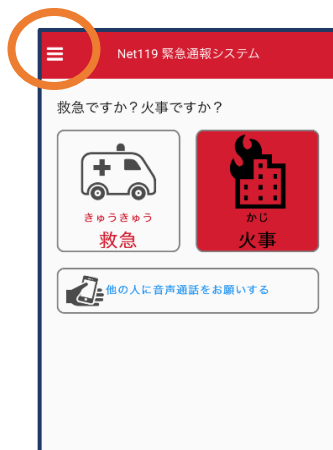 Net119 緊急通報システム
救急ですか？火事ですか？
きゅうきゅう
救急
かじ
火事
他の人に音声通話をお願いする